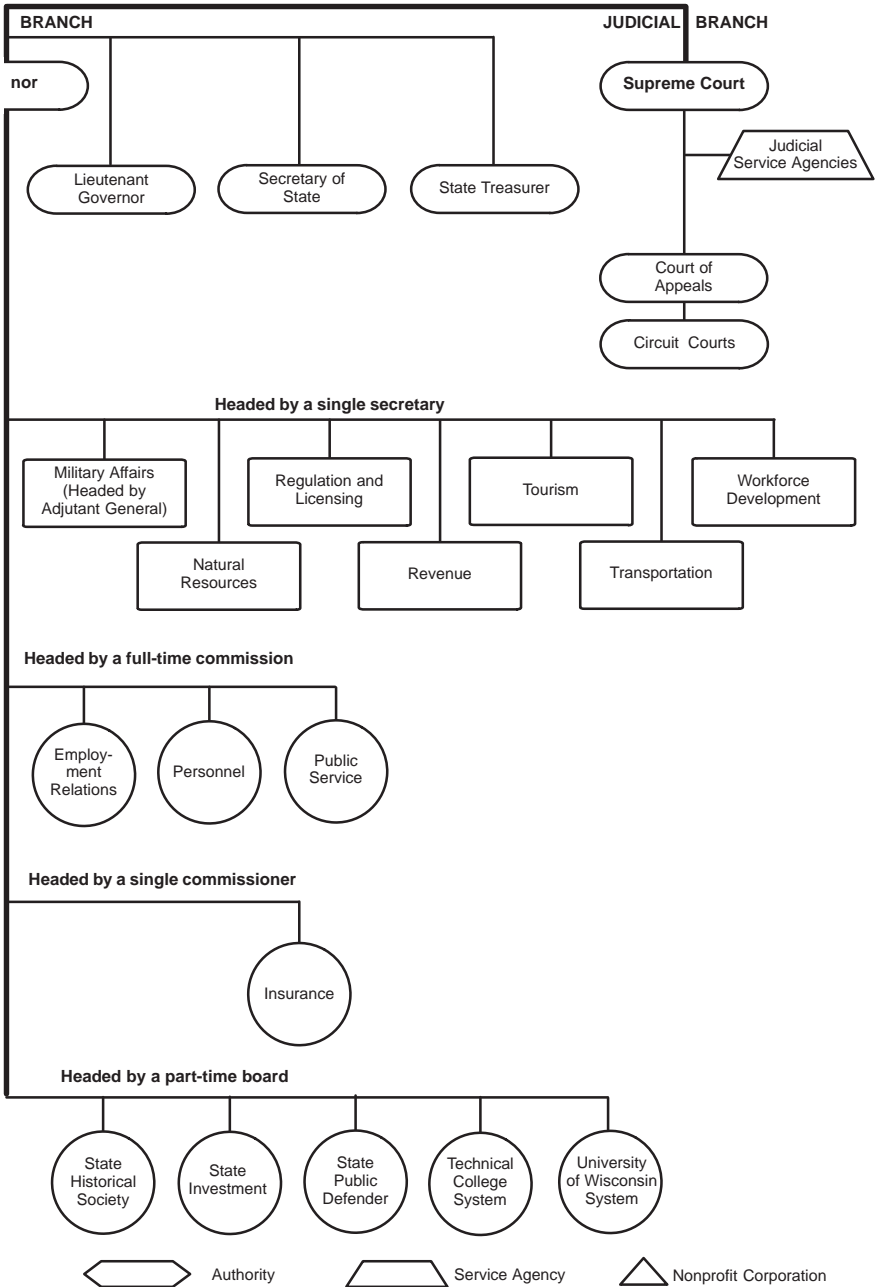 BRANCH
JUDICIAL BRANCH
nor
Supreme Court
Judicial
Service Agencies
Lieutenant
Governor
Secretary of
State
State Treasurer
Court of
Appeals
Circuit Courts
Headed by a single secretary
Military Affairs
(Headed by
Adjutant General)
Regulation and
Licensing
Tourism
Workforce
Development
Natural
Resources
Revenue
Transportation
Headed by a full-time commission
Employ-
ment
Relations
Personnel
Public
Service
Headed by a single commissioner
Insurance
Headed by a part-time board
State
Historical
Society
State
Investment
State
Public
Defender
Technical
College
System
University
of Wisconsin
System
Authority
Service Agency
Nonprofit Corporation